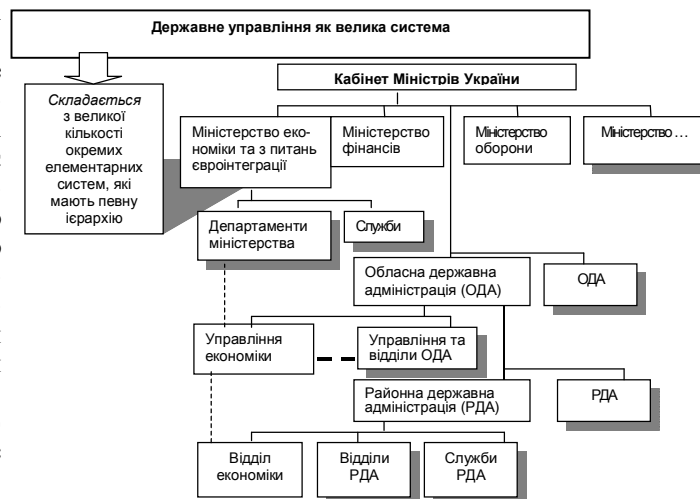 Державне управління як велика система
Кабінет Міністрів України
Складається
з великої
кількості
окремих
елементарних
систем, які
мають певну
ієрархію
Міністерство еко-
номіки та з питань
євроінтеграції
Міністерство
фінансів
Міністерство
оборони
Міністерство …
Департаменти
міністерства
Служби
Обласна державна
адміністрація (ОДА)
ОДА
Управління
економіки
Управління та
відділи ОДА
Районна державна
адміністрація (РДА)
РДА
Відділ
економіки
Відділи
РДА
Служби
РДА